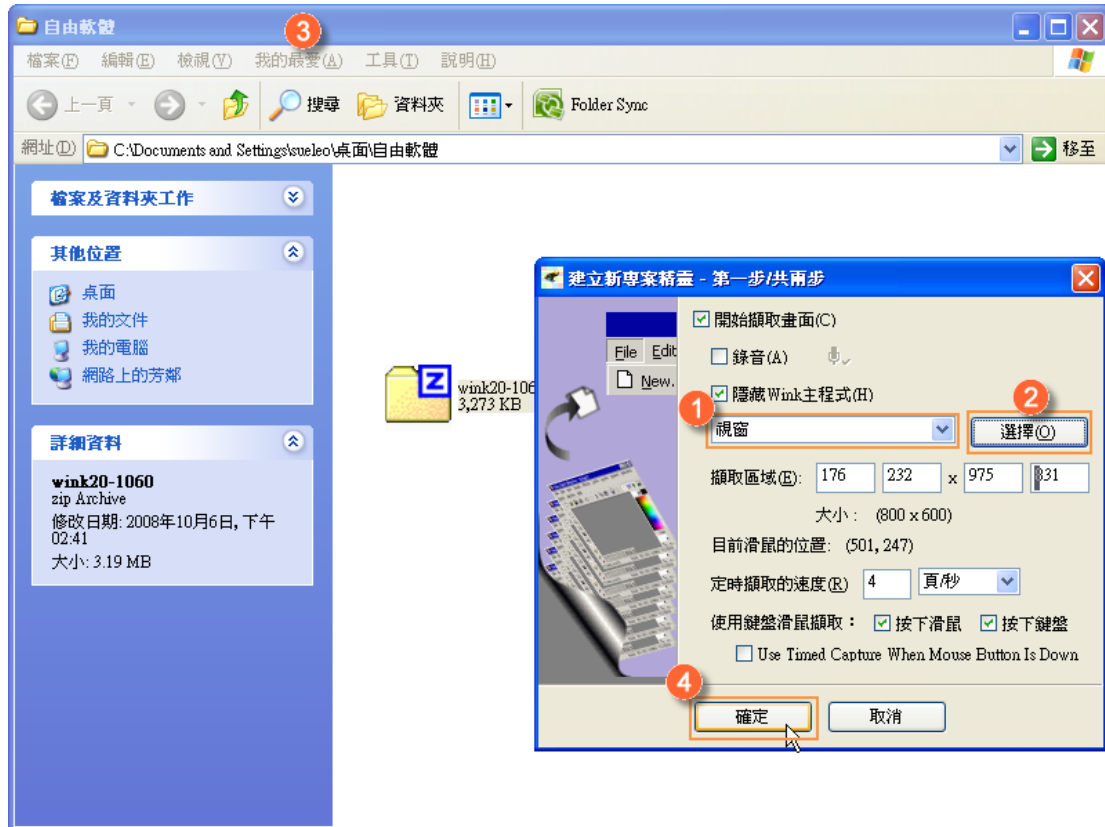 自由軟體
3
檔案(F) 編輯(E) 檢視(V) 我的最愛(A) 工具(T) 說明(H)
上一頁 搜尋 資料夾 Folder Sync
網址(D) C:\Documents and Settings\sueleo\桌面\自由軟體 移至
檔案及資料夾工作
其他位置
桌面
我的文件
我的電腦
網路上的芳鄰
詳細資料
wink20-1060
zip Archive
修改日期: 2008年10月6日, 下午
02:41
大小: 3.19 MB
Z
wink20-106
3,273 KB
建立新專案精靈 - 第一步/共兩步
File Edit
New.
開始擷取畫面(C)
錄音(A)
隱藏Wink主程式(H)
1
2
視窗 選擇(O)
擷取區域(E): 176 232 x 975 831
大小： (800 x 600)
目前滑鼠的位置: (501, 247)
定時擷取的速度(R) 4 頁/秒
使用鍵盤滑鼠擷取： 按下滑鼠 按下鍵盤
Use Timed Capture When Mouse Button Is Down
4
確定 取消